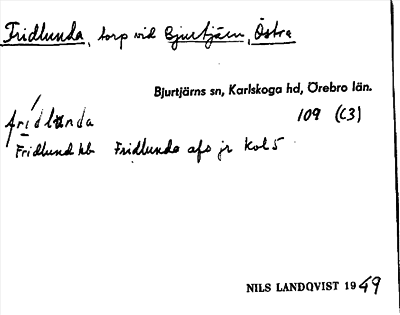 Fridlunda, torp vid Bjurtjärn, Östra
Bjurtjärns sn, Karlskoga hd, Örebro län.
fridlunda 109 (C3)
Fridlund hb Fridlunda afs jr Kol 5
NILS LANDQVIST 1949